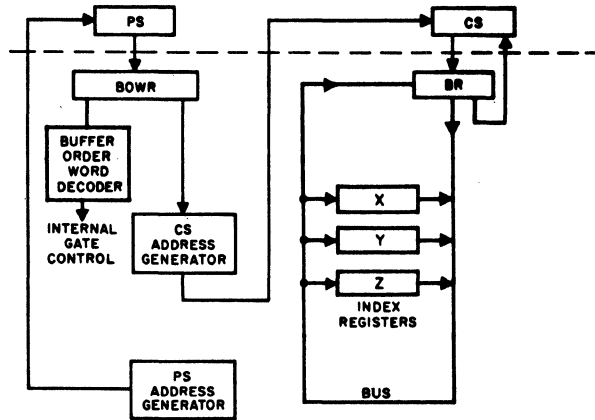 PS
CS
BOWR
BR
BUFFER
ORDER
WORD
DECODER
INTERNAL
GATE
CONTROL
CS
ADDRESS
GENERATOR
X
Y
Z
INDEX
REGISTERS
PS
ADDRESS
GENERATOR
BUS